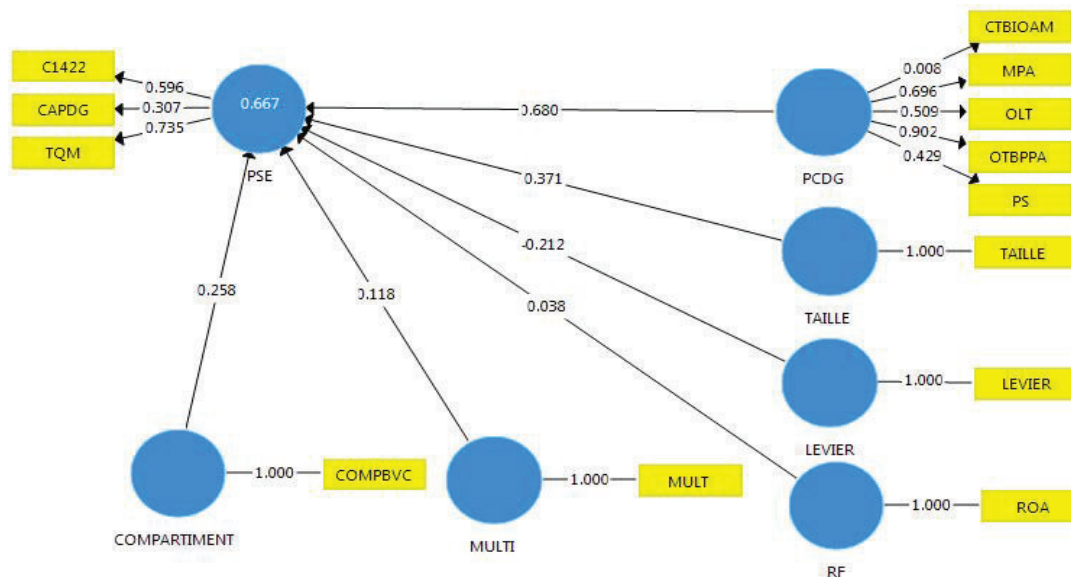 CTBIOAM
C1422
0.596
0.008
MPA
0.696
CAPDG
0.307
0.667
0.680
0.509
OLT
0.735
0.902
TQM
0.429
OTBPPA
PSE
PCDG
0.371
PS
-0.212
1.000
TAILLE
0.258
0.118
0.038
TAILLE
1.000
LEVIER
LEVIER
1.000
COMPBVC
1.000
MULT
1.000
ROA
COMPARTIMENT
MULTI
RF